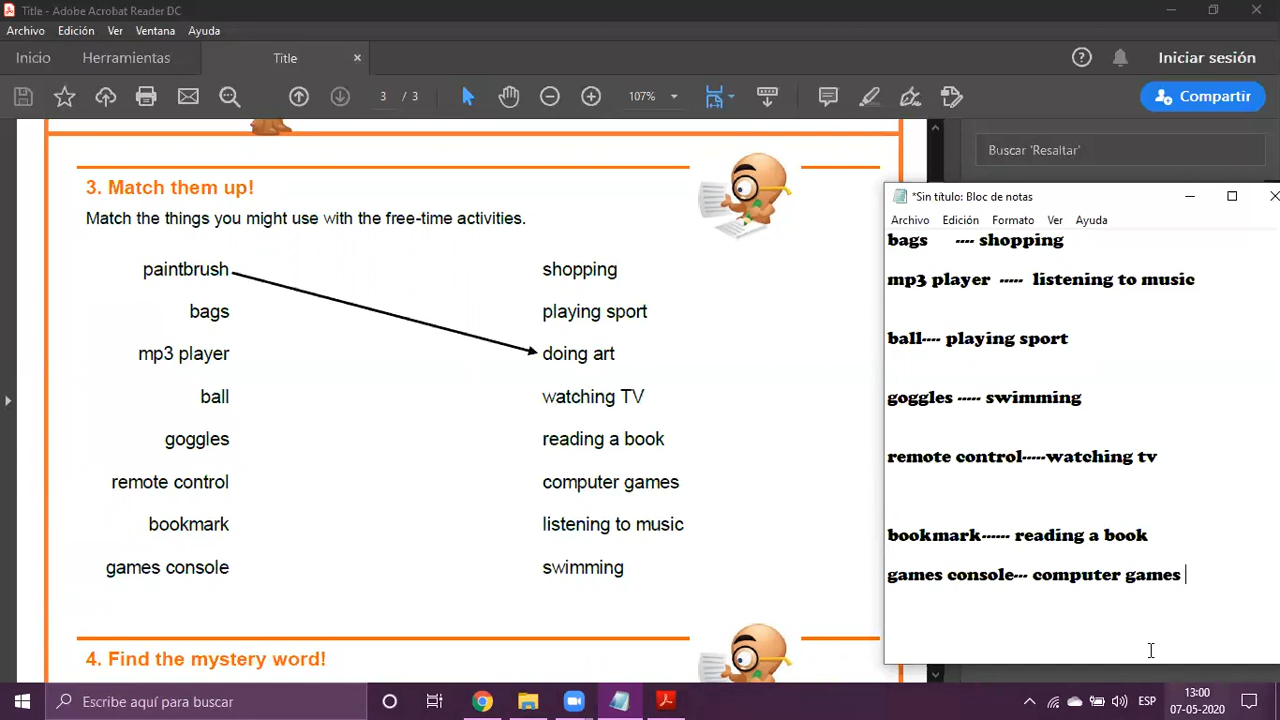 Title - Adobe Acrobat Reader DC
Archivo Edición Ver Ventana Ayuda
Inicio Herramientas Title × Iniciar sesión
3 / 3 107% Compartir
Buscar 'Resaltar'
3. Match them up!
Match the things you might use with the free-time activities.
paintbrush shopping
bags playing sport
mp3 player doing art
ball watching TV
goggles reading a book
remote control computer games
bookmark listening to music
games console swimming
4. Find the mystery word!
*Sin título: Bloc de notas
Archivo Edición Formato Ver Ayuda
bags ---- shopping
mp3 player ----- listening to music
ball---- playing sport
goggles ----- swimming
remote control-----watching tv
bookmark------ reading a book
games console--- computer games
Escribe aquí para buscar
ESP
13:00
07-05-2020